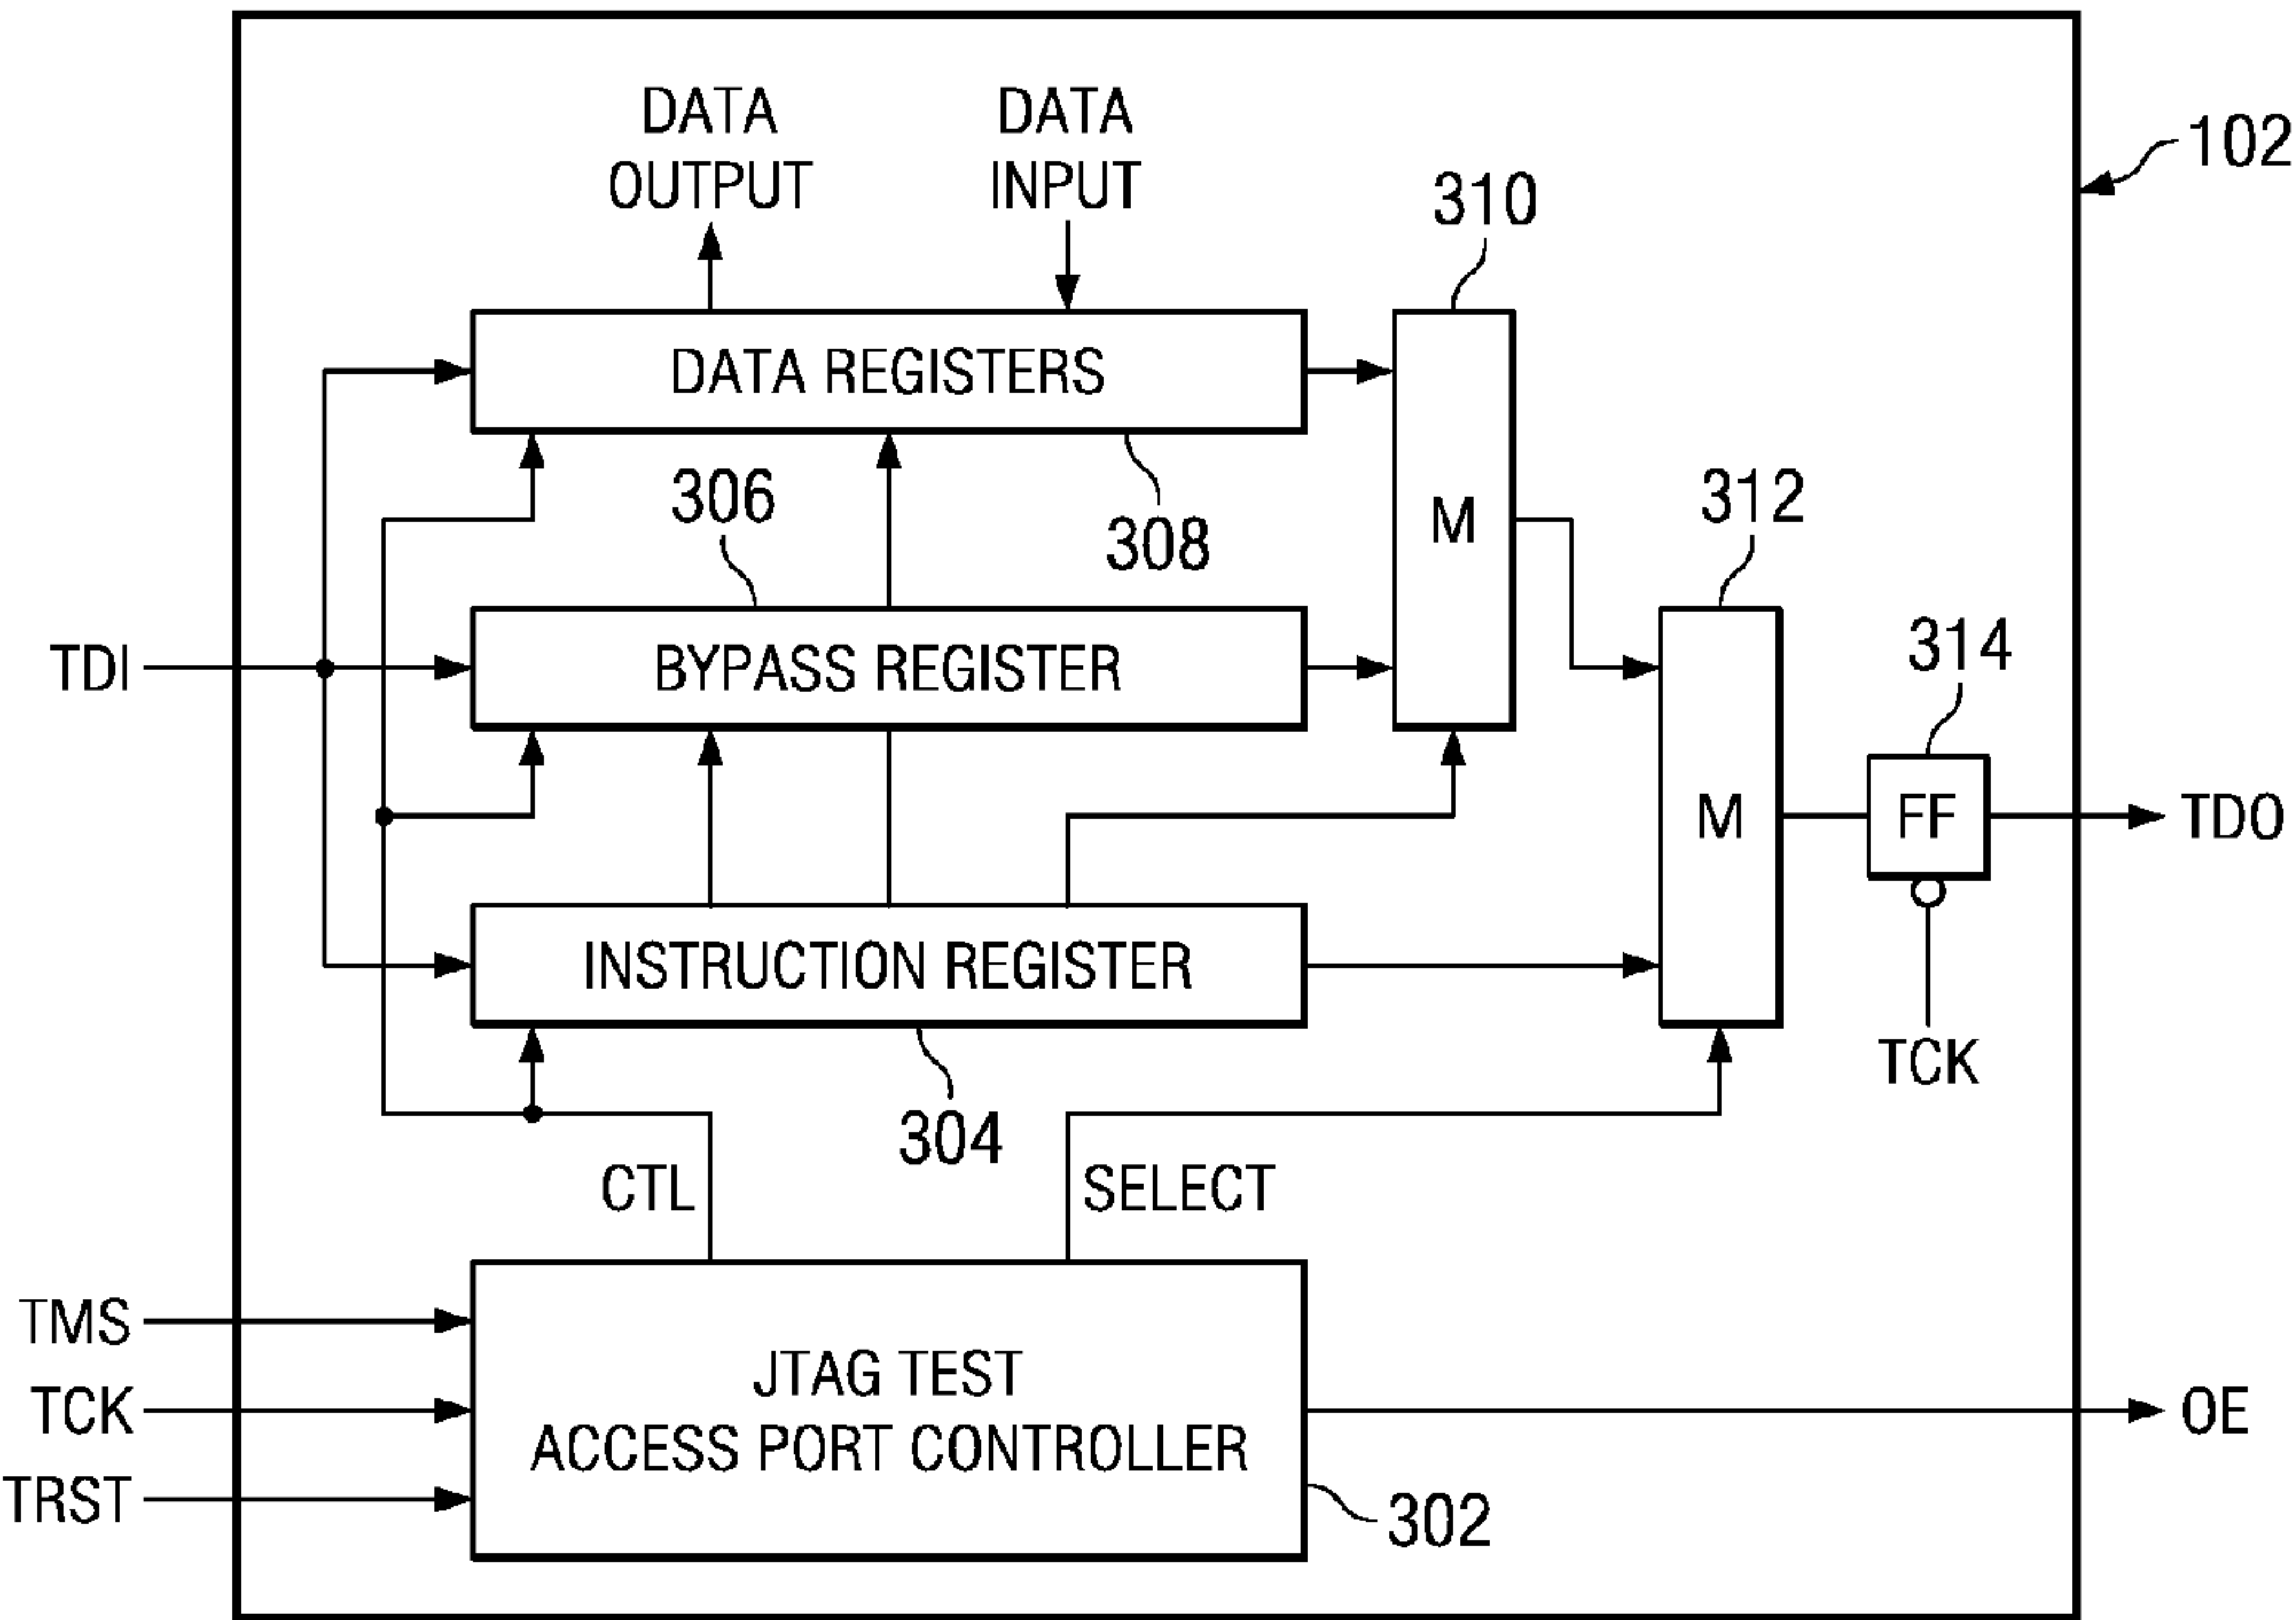 DATA OUTPUT
DATA INPUT
102
310
DATA REGISTERS
306
308
M
312
TDI
BYPASS REGISTER
314
M
FF
TDO
INSTRUCTION REGISTER
TCK
304
CTL
SELECT
TMS
JTAG TEST
TCK
ACCESS PORT CONTROLLER
OE
TRST
302